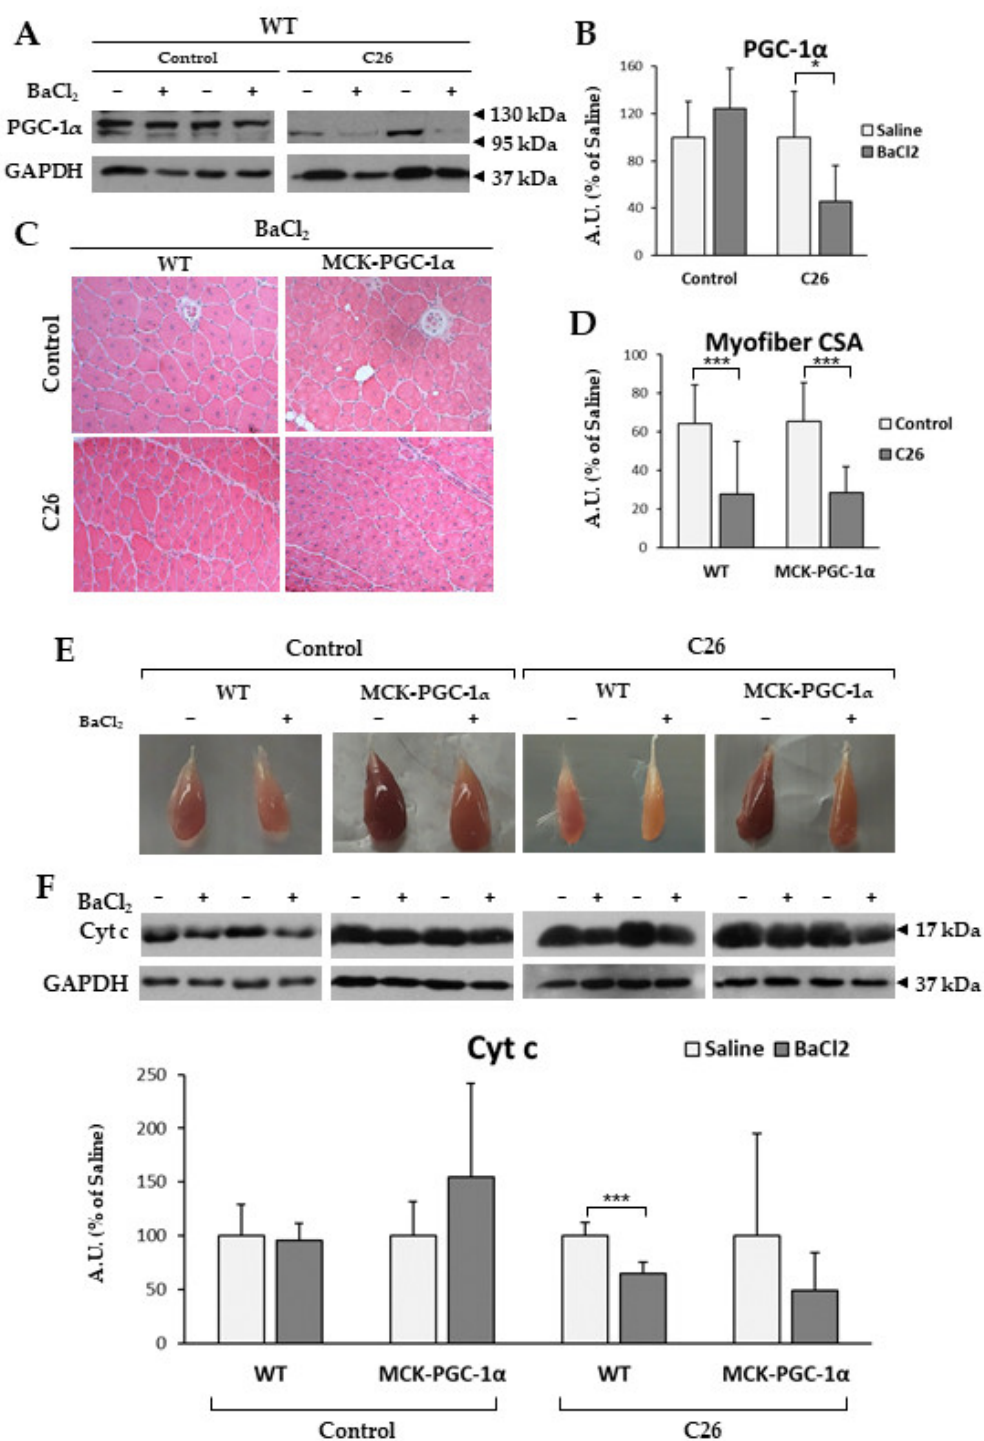 A
WT
Control C26
BaCl₂ − + − + − + − +
PGC-1α
◄ 130 kDa
◄ 95 kDa
GAPDH
◄ 37 kDa
B
PGC-1α
A.U. (% of Saline)
160
120
80
40
0
*
Saline
BaCl2
Control C26
C
BaCl₂
WT MCK-PGC-1α
Control
C26
D
Myofiber CSA
A.U. (% of Saline)
100
80
60
40
20
0
*** ***
Control
C26
WT MCK-PGC-1α
E
Control C26
WT MCK-PGC-1α WT MCK-PGC-1α
BaCl₂ − + − + − + − +
F
BaCl₂ − + − + − + − + − + − + − + − +
Cyt c ◄ 17 kDa
GAPDH ◄ 37 kDa
Cyt c
Saline BaCl2
A.U. (% of Saline)
250
200
150
100
50
0
***
WT MCK-PGC-1α WT MCK-PGC-1α
Control C26